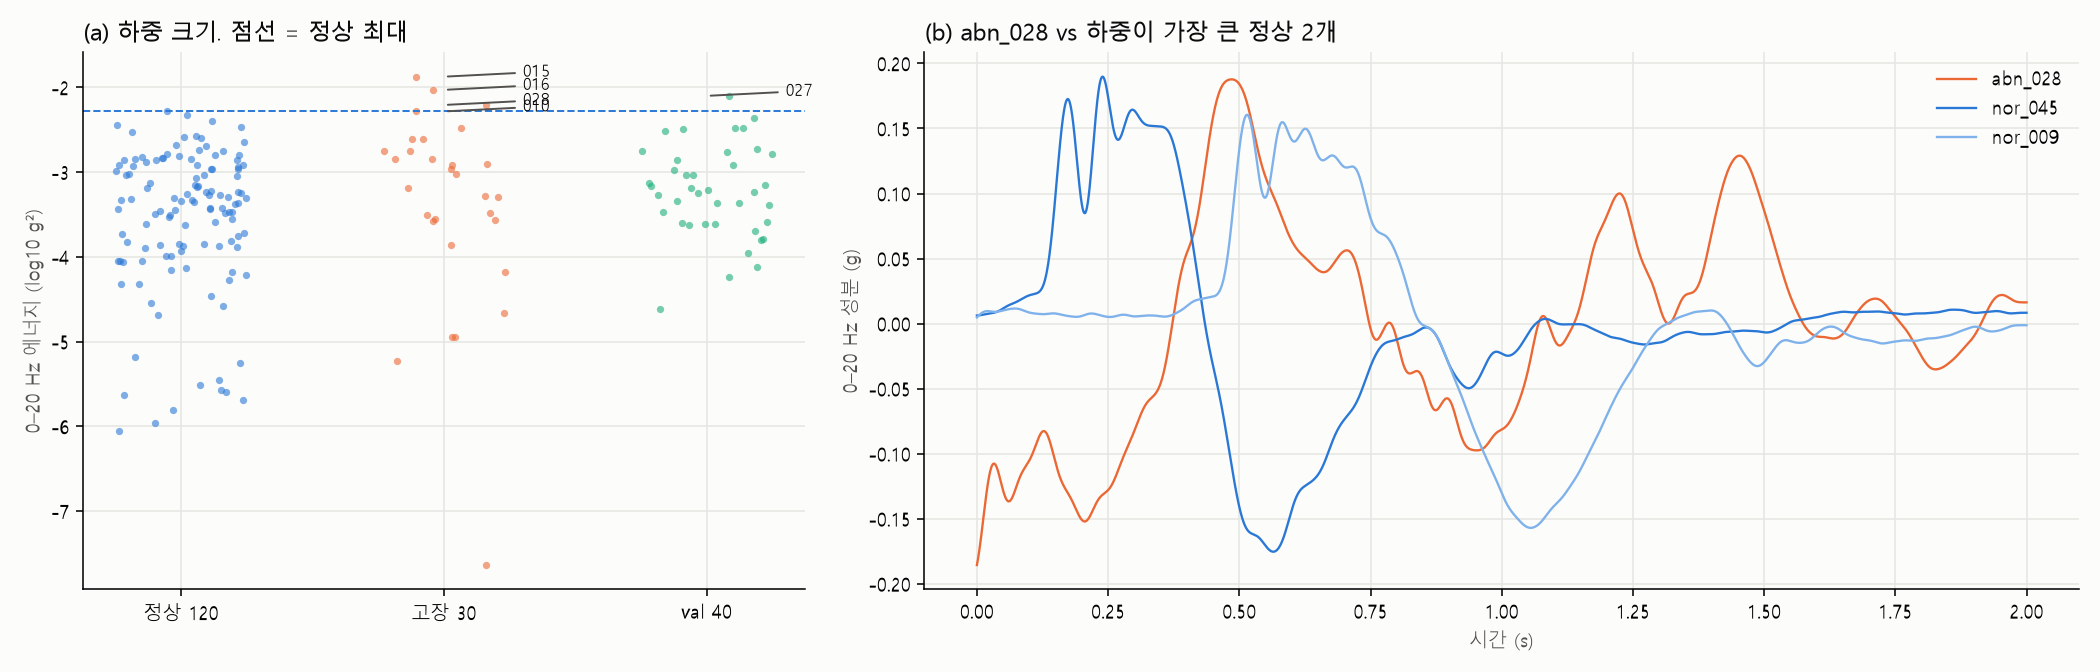 (a) 하중 크기. 점선 = 정상 최대
0–20 Hz 에너지 (log10 g²)
-2
-3
-4
-5
-6
-7
015
016
028
010
027
정상 120
고장 30
val 40
(b) abn_028 vs 하중이 가장 큰 정상 2개
0–20 Hz 성분 (g)
0.20
0.15
0.10
0.05
0.00
-0.05
-0.10
-0.15
-0.20
abn_028
nor_045
nor_009
0.00
0.25
0.50
0.75
1.00
1.25
1.50
1.75
2.00
시간 (s)